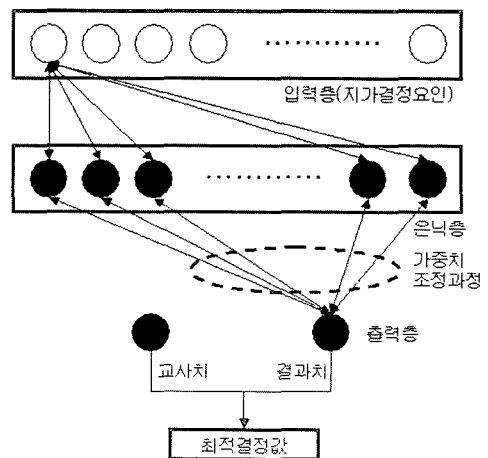 입력층(지가결정요인)
은닉층
가중치
조정과정
출력층
교사치
결과치
최적결정값